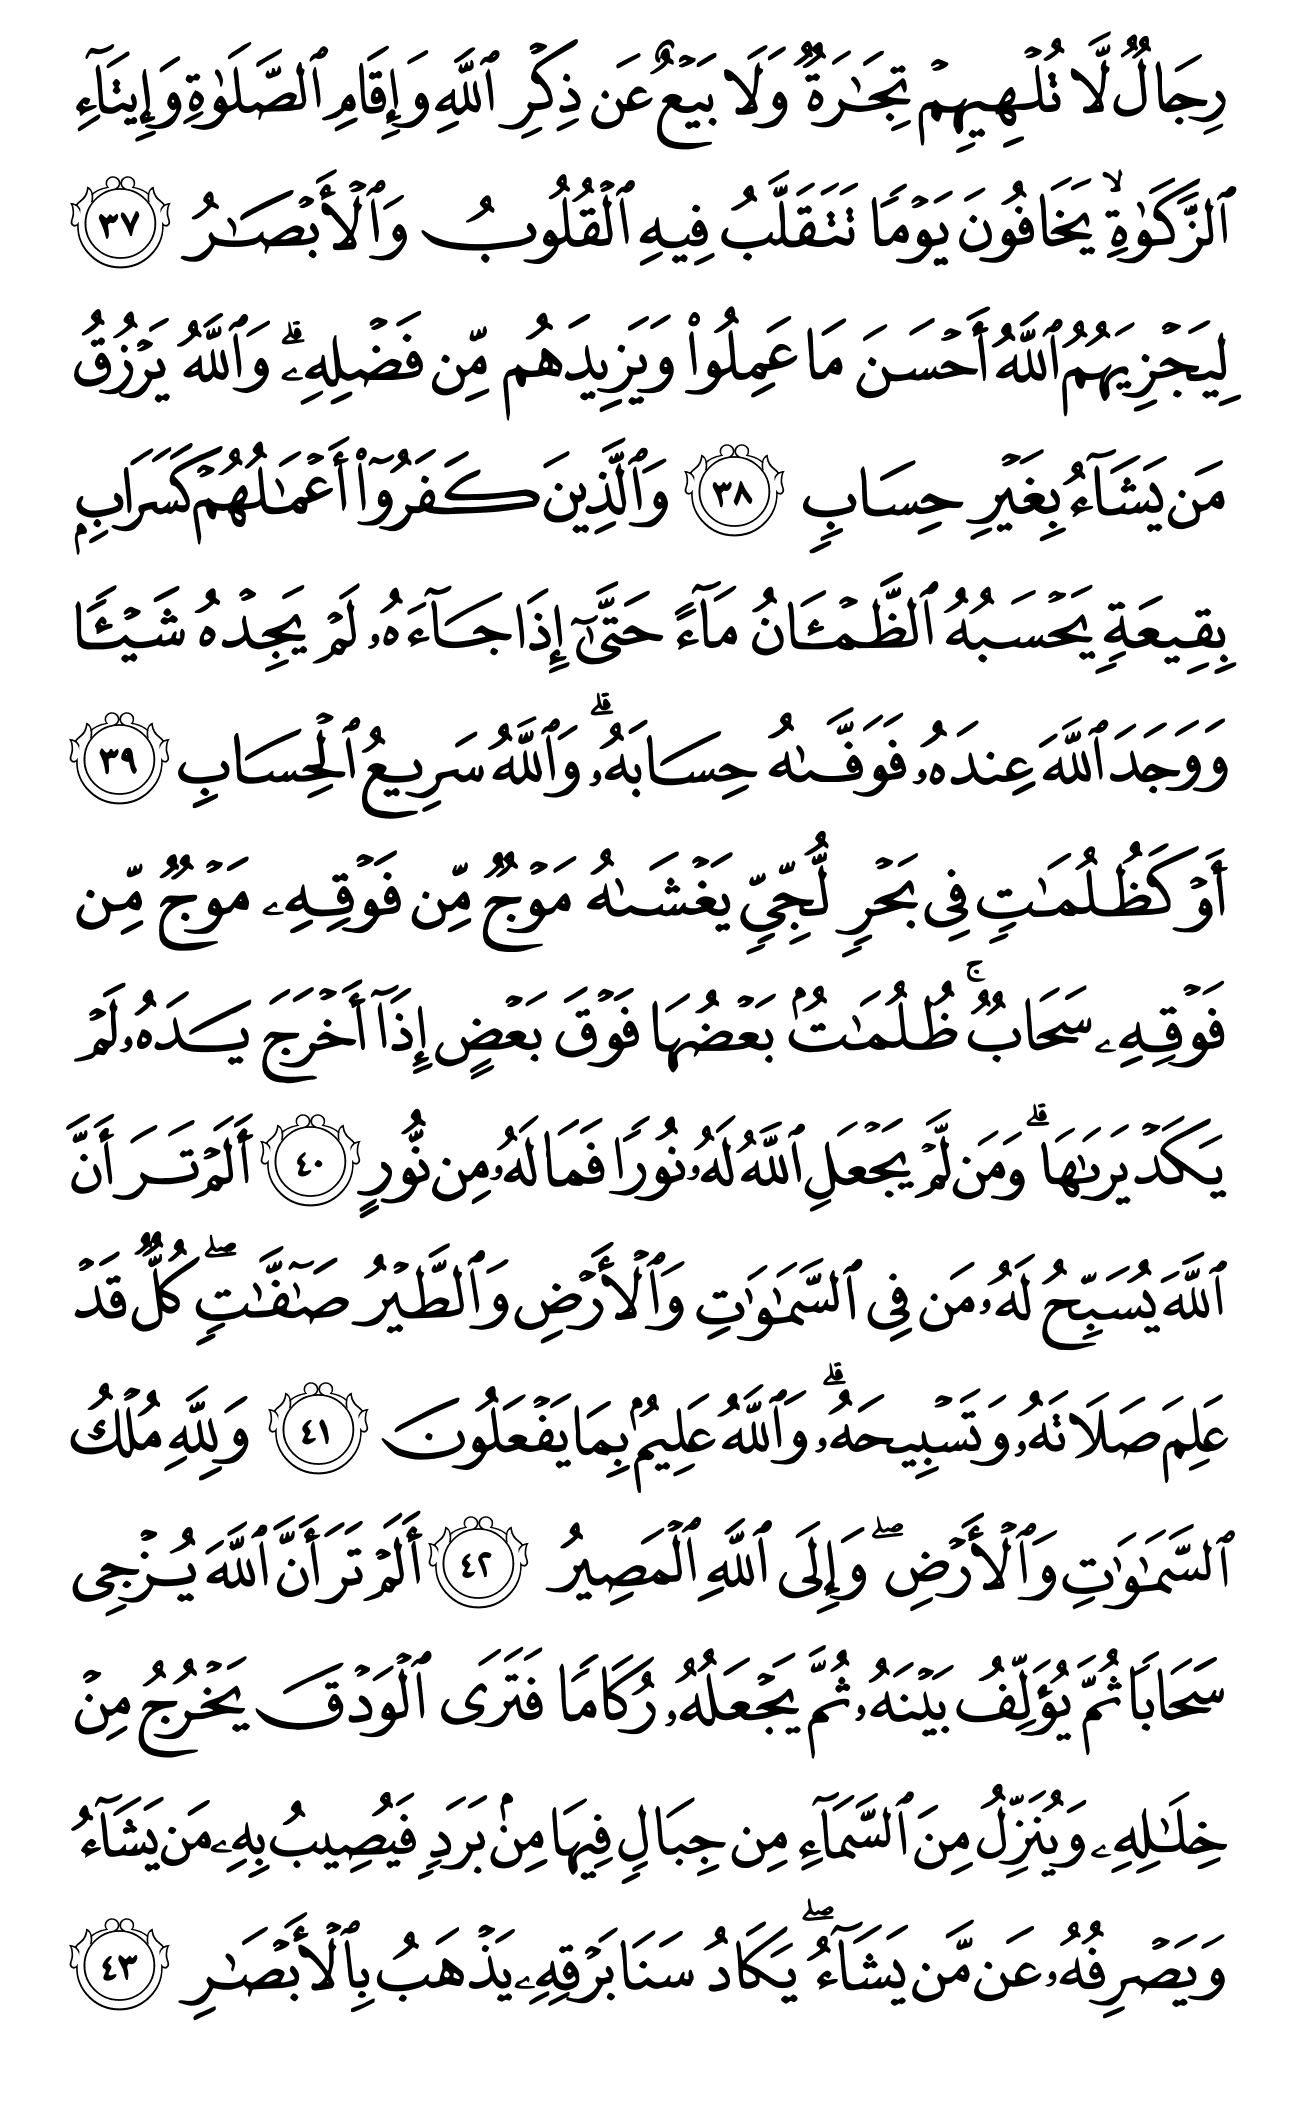 رِجَالٌ لَّا تُلْهِيهِمْ تِجَٰرَةٌ وَلَا بَيْعٌ عَن ذِكْرِ ٱللَّهِ وَإِقَامِ ٱلصَّلَوٰةِ وَإِيتَآءِ
ٱلزَّكَوٰةِ ۙ يَخَافُونَ يَوْمًا تَتَقَلَّبُ فِيهِ ٱلْقُلُوبُ وَٱلْأَبْصَٰرُ ٣٧
لِيَجْزِيَهُمُ ٱللَّهُ أَحْسَنَ مَا عَمِلُوا۟ وَيَزِيدَهُم مِّن فَضْلِهِۦ ۗ وَٱللَّهُ يَرْزُقُ
مَن يَشَآءُ بِغَيْرِ حِسَابٍ ٣٨ وَٱلَّذِينَ كَفَرُوٓا۟ أَعْمَٰلُهُمْ كَسَرَابٍۭ
بِقِيعَةٍ يَحْسَبُهُ ٱلظَّمْـَٔانُ مَآءً حَتَّىٰٓ إِذَا جَآءَهُۥ لَمْ يَجِدْهُ شَيْـًٔا
وَوَجَدَ ٱللَّهَ عِندَهُۥ فَوَفَّىٰهُ حِسَابَهُۥ ۗ وَٱللَّهُ سَرِيعُ ٱلْحِسَابِ ٣٩
أَوْ كَظُلُمَٰتٍ فِى بَحْرٍ لُّجِّىٍّ يَغْشَىٰهُ مَوْجٌ مِّن فَوْقِهِۦ مَوْجٌ مِّن
فَوْقِهِۦ سَحَابٌ ۚ ظُلُمَٰتٌۢ بَعْضُهَا فَوْقَ بَعْضٍ إِذَآ أَخْرَجَ يَدَهُۥ لَمْ
يَكَدْ يَرَىٰهَا ۗ وَمَن لَّمْ يَجْعَلِ ٱللَّهُ لَهُۥ نُورًا فَمَا لَهُۥ مِن نُّورٍ ٤٠ أَلَمْ تَرَ أَنَّ
ٱللَّهَ يُسَبِّحُ لَهُۥ مَن فِى ٱلسَّمَٰوَٰتِ وَٱلْأَرْضِ وَٱلطَّيْرُ صَٰٓفَّٰتٍ ۖ كُلٌّ قَدْ
عَلِمَ صَلَاتَهُۥ وَتَسْبِيحَهُۥ ۗ وَٱللَّهُ عَلِيمٌۢ بِمَا يَفْعَلُونَ ٤١ وَلِلَّهِ مُلْكُ
ٱلسَّمَٰوَٰتِ وَٱلْأَرْضِ ۖ وَإِلَى ٱللَّهِ ٱلْمَصِيرُ ٤٢ أَلَمْ تَرَ أَنَّ ٱللَّهَ يُزْجِى
سَحَابًا ثُمَّ يُؤَلِّفُ بَيْنَهُۥ ثُمَّ يَجْعَلُهُۥ رُكَامًا فَتَرَى ٱلْوَدْقَ يَخْرُجُ مِنْ
خِلَٰلِهِۦ وَيُنَزِّلُ مِنَ ٱلسَّمَآءِ مِن جِبَالٍ فِيهَا مِنۢ بَرَدٍ فَيُصِيبُ بِهِۦ مَن يَشَآءُ
وَيَصْرِفُهُۥ عَن مَّن يَشَآءُ ۖ يَكَادُ سَنَا بَرْقِهِۦ يَذْهَبُ بِٱلْأَبْصَٰرِ ٤٣